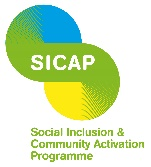 SICAP
Social Inclusion &
Community Activation
Programme